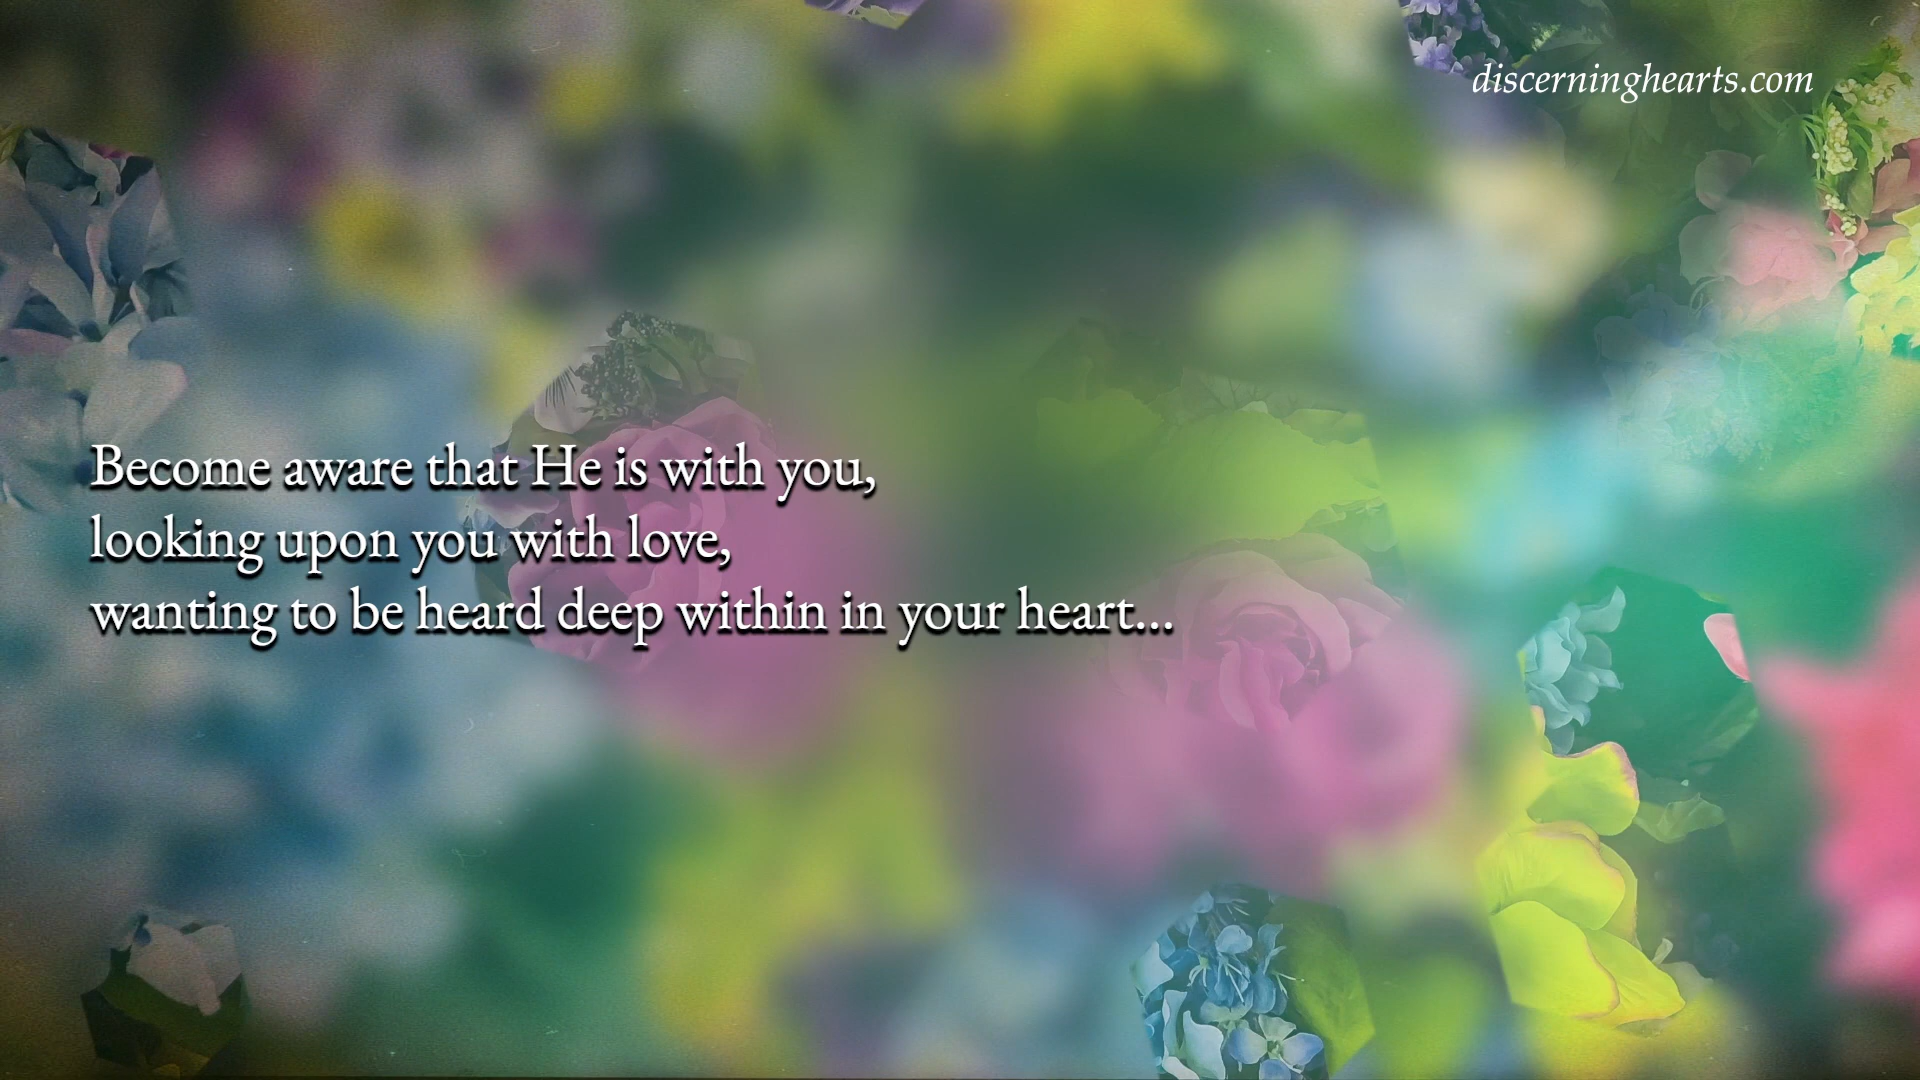 discerninghearts.com
Become aware that He is with you,
looking upon you with love,
wanting to be heard deep within in your heart...